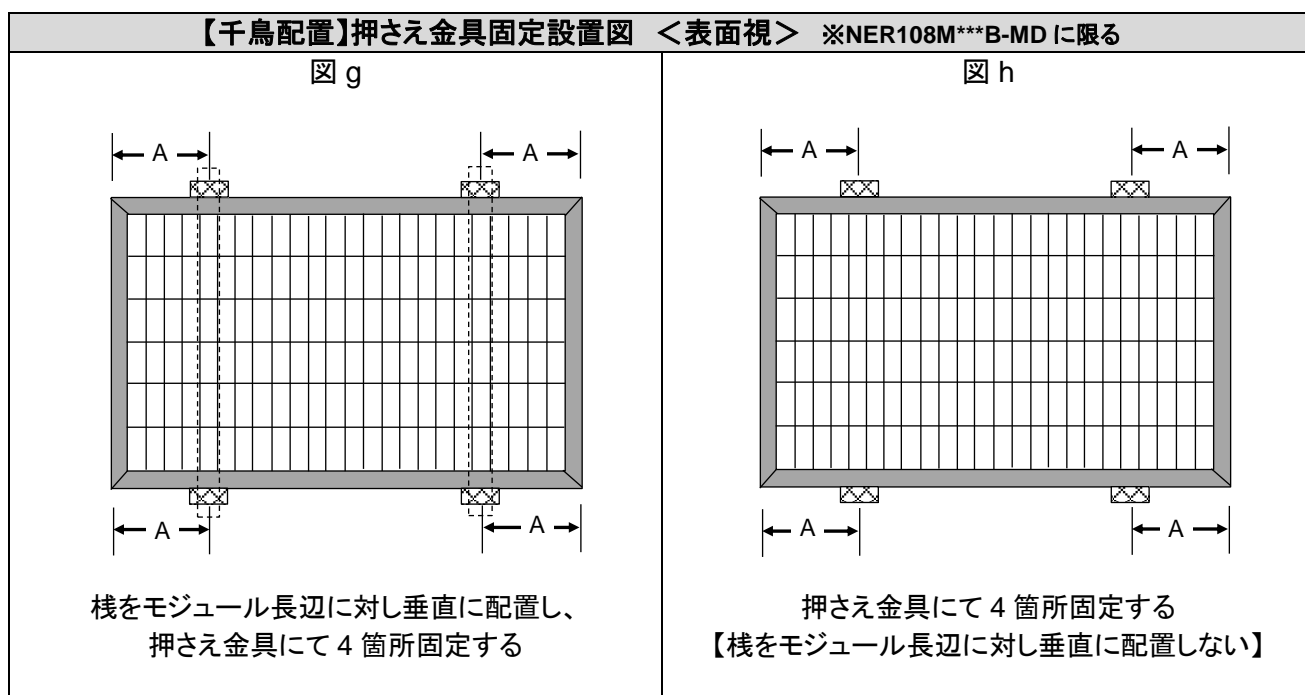 【千鳥配置】押さえ金具固定設置図 ＜表面視＞ ※NER108M***B-MD に限る
図 g
A
A
A
A
桟をモジュール長辺に対し垂直に配置し、
押さえ金具にて 4 箇所固定する
図 h
A
A
A
A
押さえ金具にて 4 箇所固定する
【桟をモジュール長辺に対し垂直に配置しない】